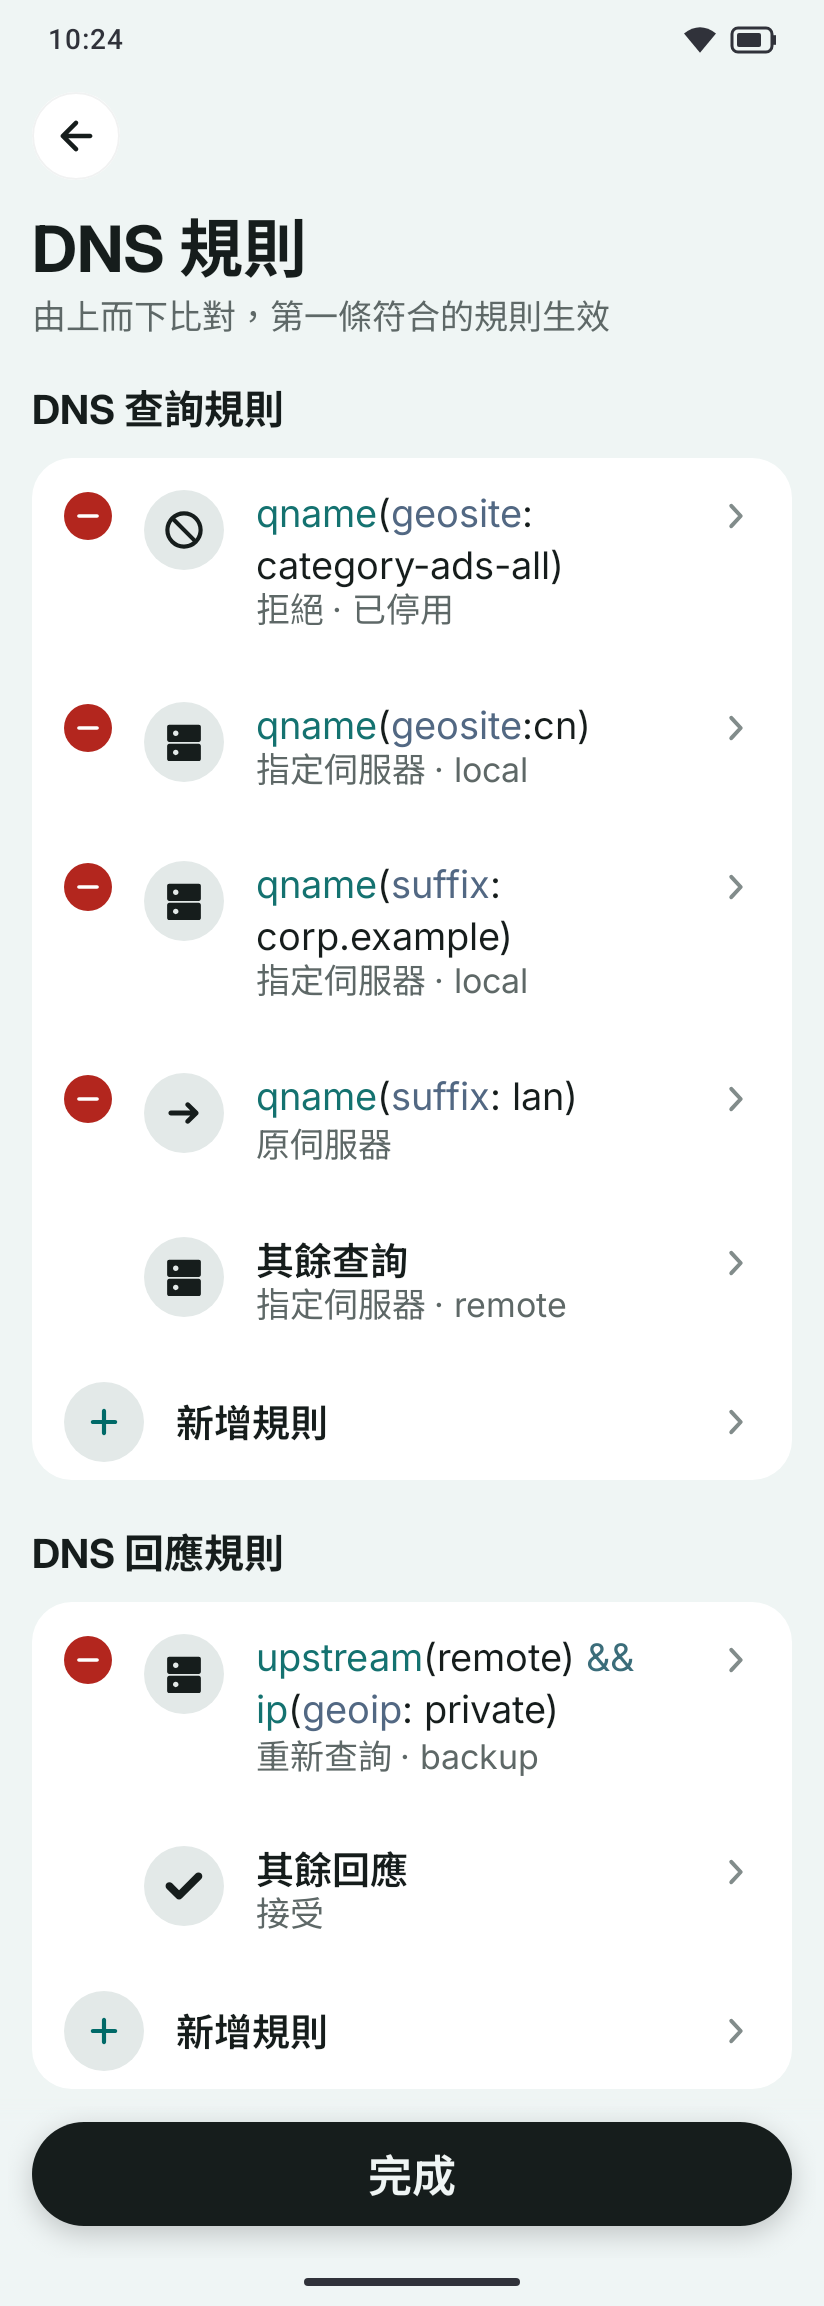 10:24
DNS 規則
由上而下比對，第一條符合的規則生效
DNS 查詢規則
qname(geosite:
category-ads-all)
拒絕 · 已停用
qname(geosite:cn)
指定伺服器 · local
qname(suffix:
corp.example)
指定伺服器 · local
qname(suffix: lan)
原伺服器
其餘查詢
指定伺服器 · remote
新增規則
DNS 回應規則
upstream(remote) &&
ip(geoip: private)
重新查詢 · backup
其餘回應
接受
新增規則
完成